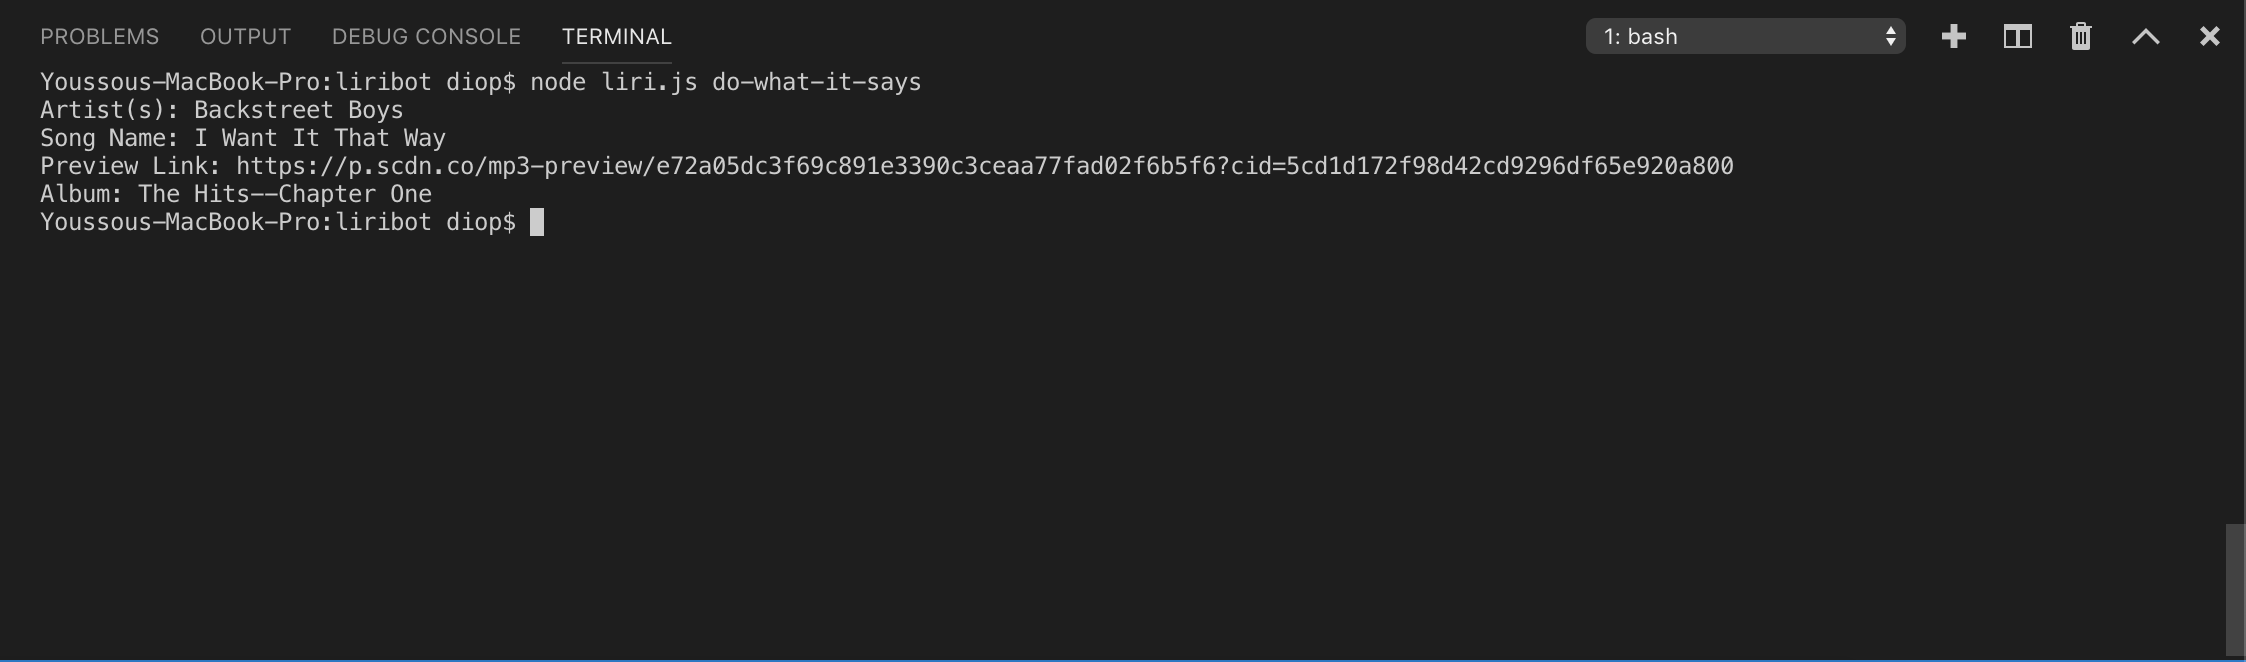 PROBLEMS OUTPUT DEBUG CONSOLE TERMINAL 1: bash
Youssous-MacBook-Pro:liribot diop$ node liri.js do-what-it-says
Artist(s): Backstreet Boys
Song Name: I Want It That Way
Preview Link: https://p.scdn.co/mp3-preview/e72a05dc3f69c891e3390c3ceaa77fad02f6b5f6?cid=5cd1d172f98d42cd9296df65e920a800
Album: The Hits--Chapter One
Youssous-MacBook-Pro:liribot diop$